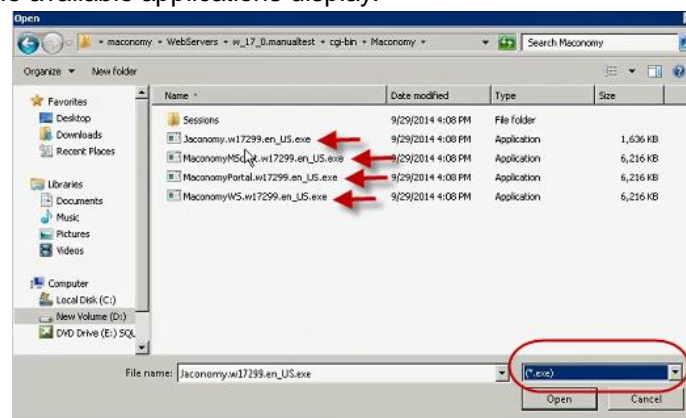 available applications display.
Open
maconomy WebServers w_17_0.manualtest cgi-bin Maconomy Search Maconomy
Organize New folder
Favorites
Desktop
Downloads
Recent Places
Libraries
Documents
Music
Pictures
Videos
Computer
Local Disk (C:)
New Volume (D:)
DVD Drive (E:) SQL
Name Date modified Type Size
Sessions 9/29/2014 4:08 PM File folder
Jaconomy.w17299.en_US.exe 9/29/2014 4:08 PM Application 1,636 KB
9/29/2014 4:08 PM Application 6,216 KB
MaconomyPortal.w17299.en_US.exe 9/29/2014 4:08 PM Application 6,216 KB
MaconomyWS.w17299.en_US.exe 9/29/2014 4:08 PM Application 6,216 KB
File name: Jaconomy.w17299.en_US.exe (*.exe)
Open Cancel